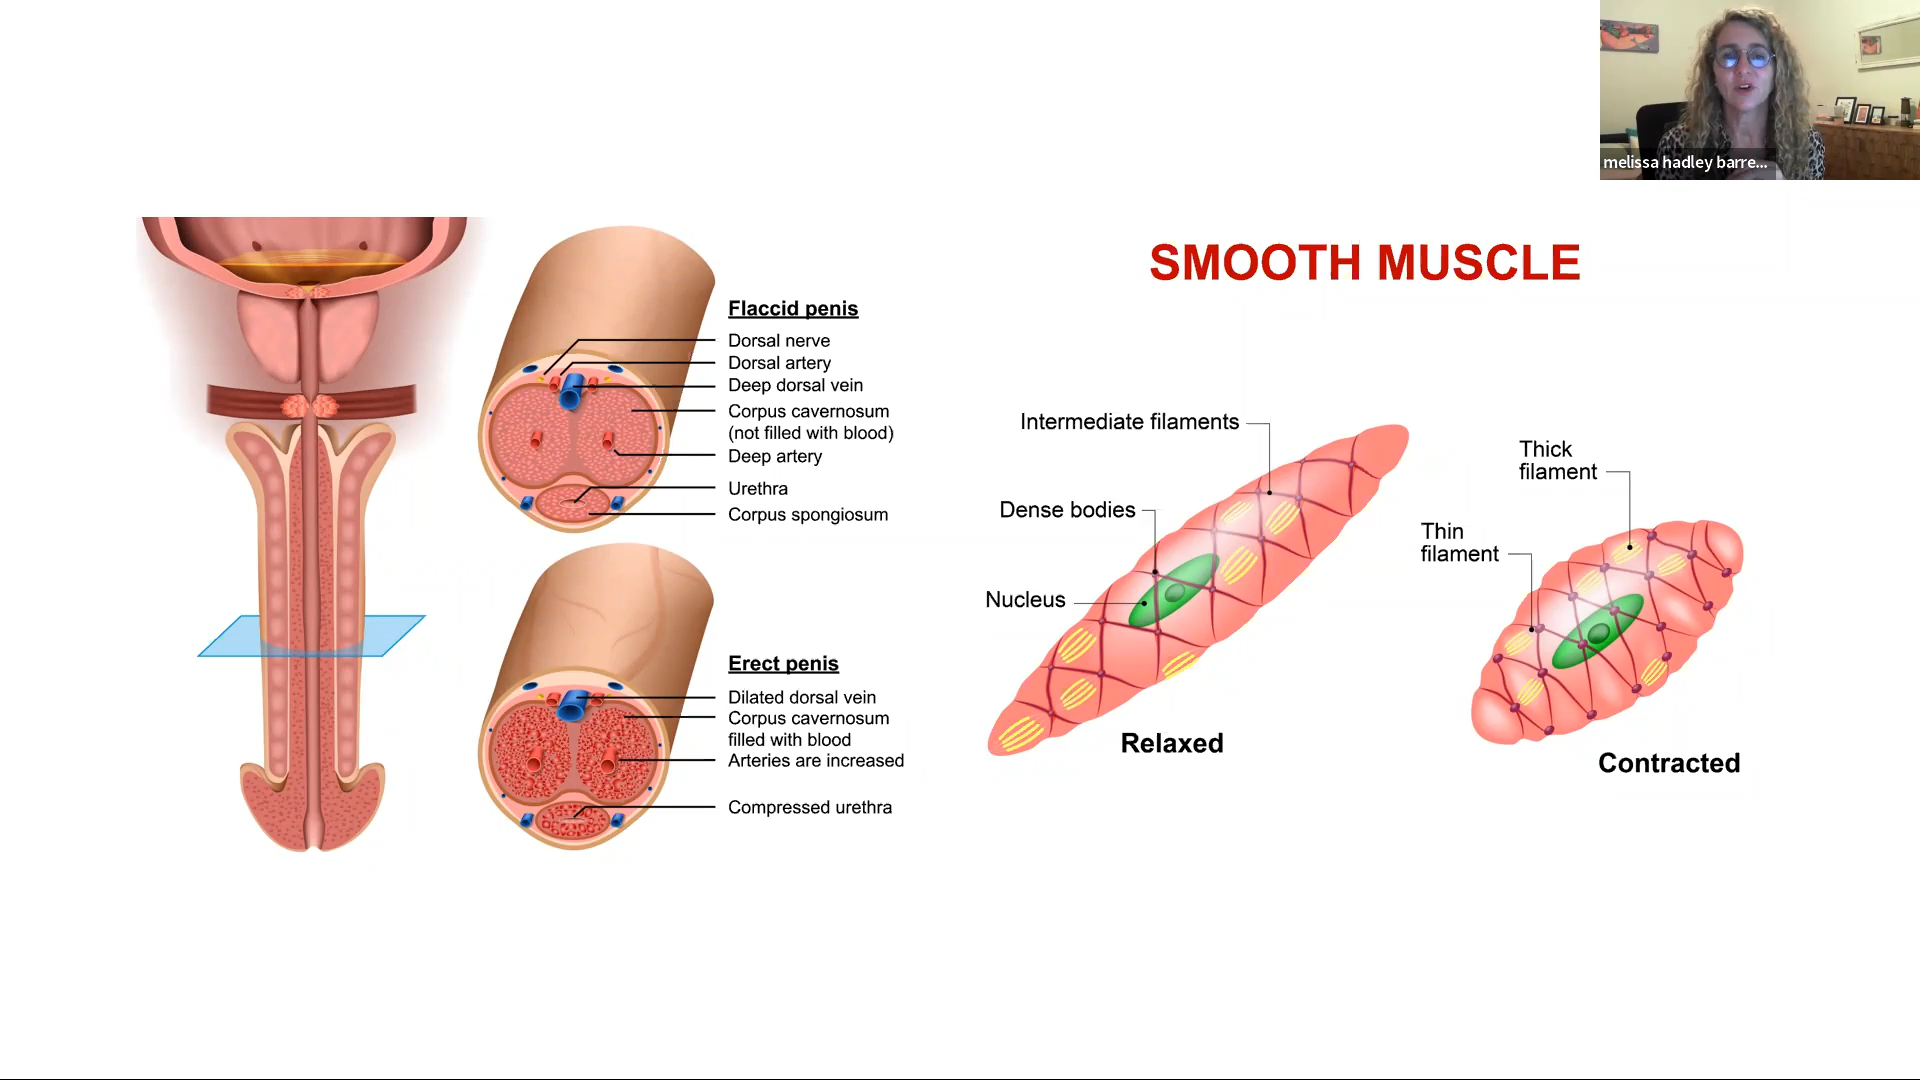 melissa hadley barre...
Flaccid penis
Dorsal nerve
Dorsal artery
Deep dorsal vein
Corpus cavernosum
(not filled with blood)
Deep artery
Urethra
Corpus spongiosum
Erect penis
Dilated dorsal vein
Corpus cavernosum
filled with blood
Arteries are increased
Compressed urethra
SMOOTH MUSCLE
Intermediate filaments
Dense bodies
Nucleus
Relaxed
Thick
filament
Thin
filament
Contracted